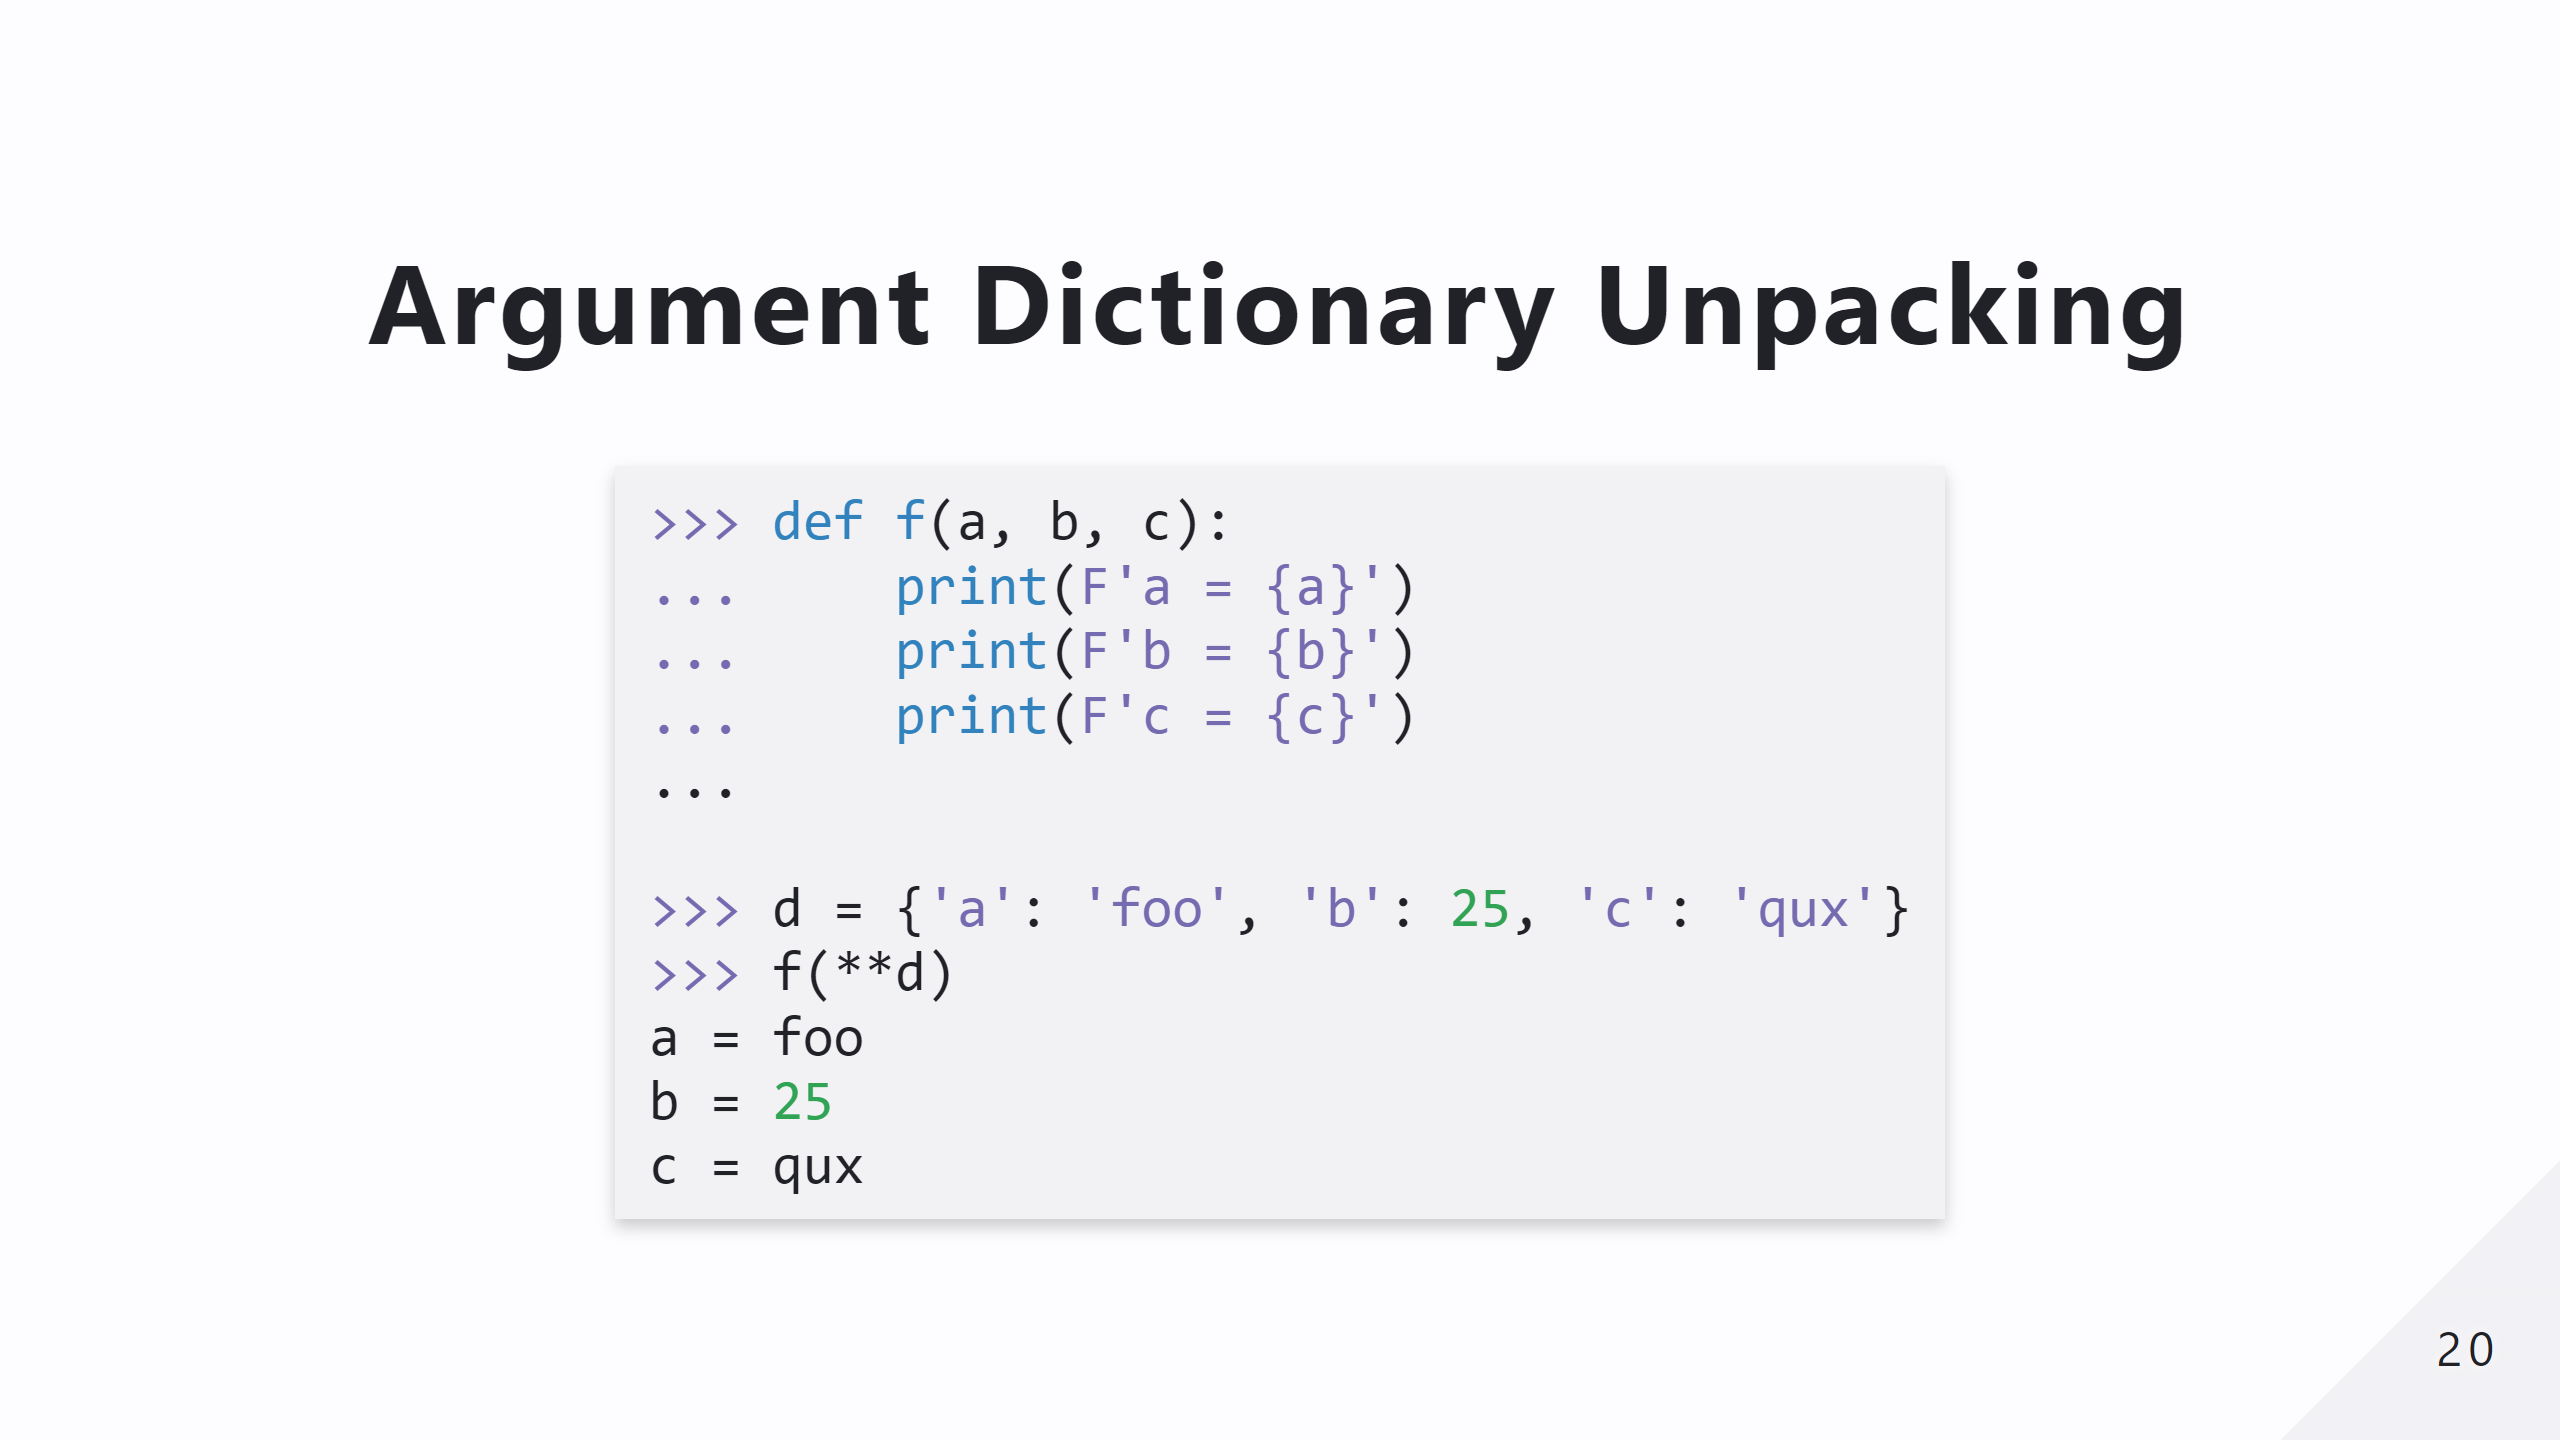 Argument Dictionary Unpacking
>>> def f(a, b, c):
...     print(F'a = {a}')
...     print(F'b = {b}')
...     print(F'c = {c}')
...
>>> d = {'a': 'foo', 'b': 25, 'c': 'qux'}
>>> f(**d)
a = foo
b = 25
c = qux
20